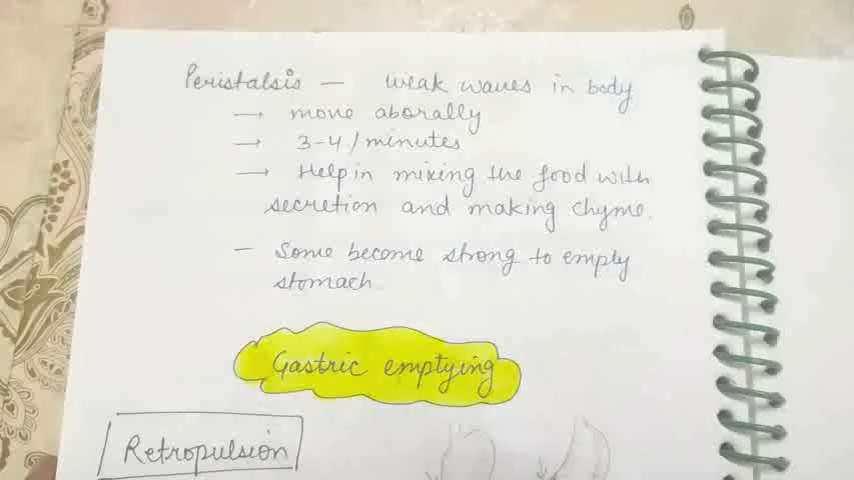 Peristalsis — weak waves in body
→ move aborally
→ 3-4/minutes
→ Help in mixing the food with
secretion and making chyme.
– Some become strong to empty
stomach.
Gastric emptying
Retropulsion